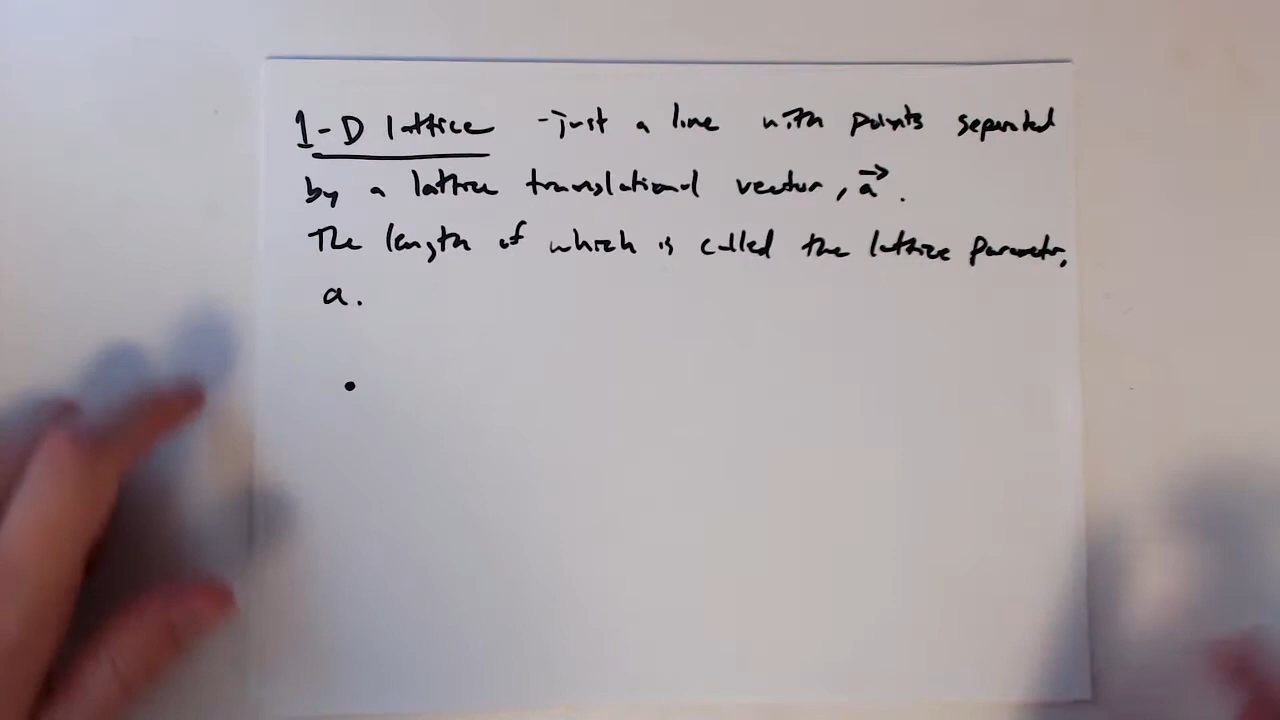 1-D lattice - just a line with points separated
by a lattice translational vector, a⃗.
The length of which is called the lattice parameter,
a.